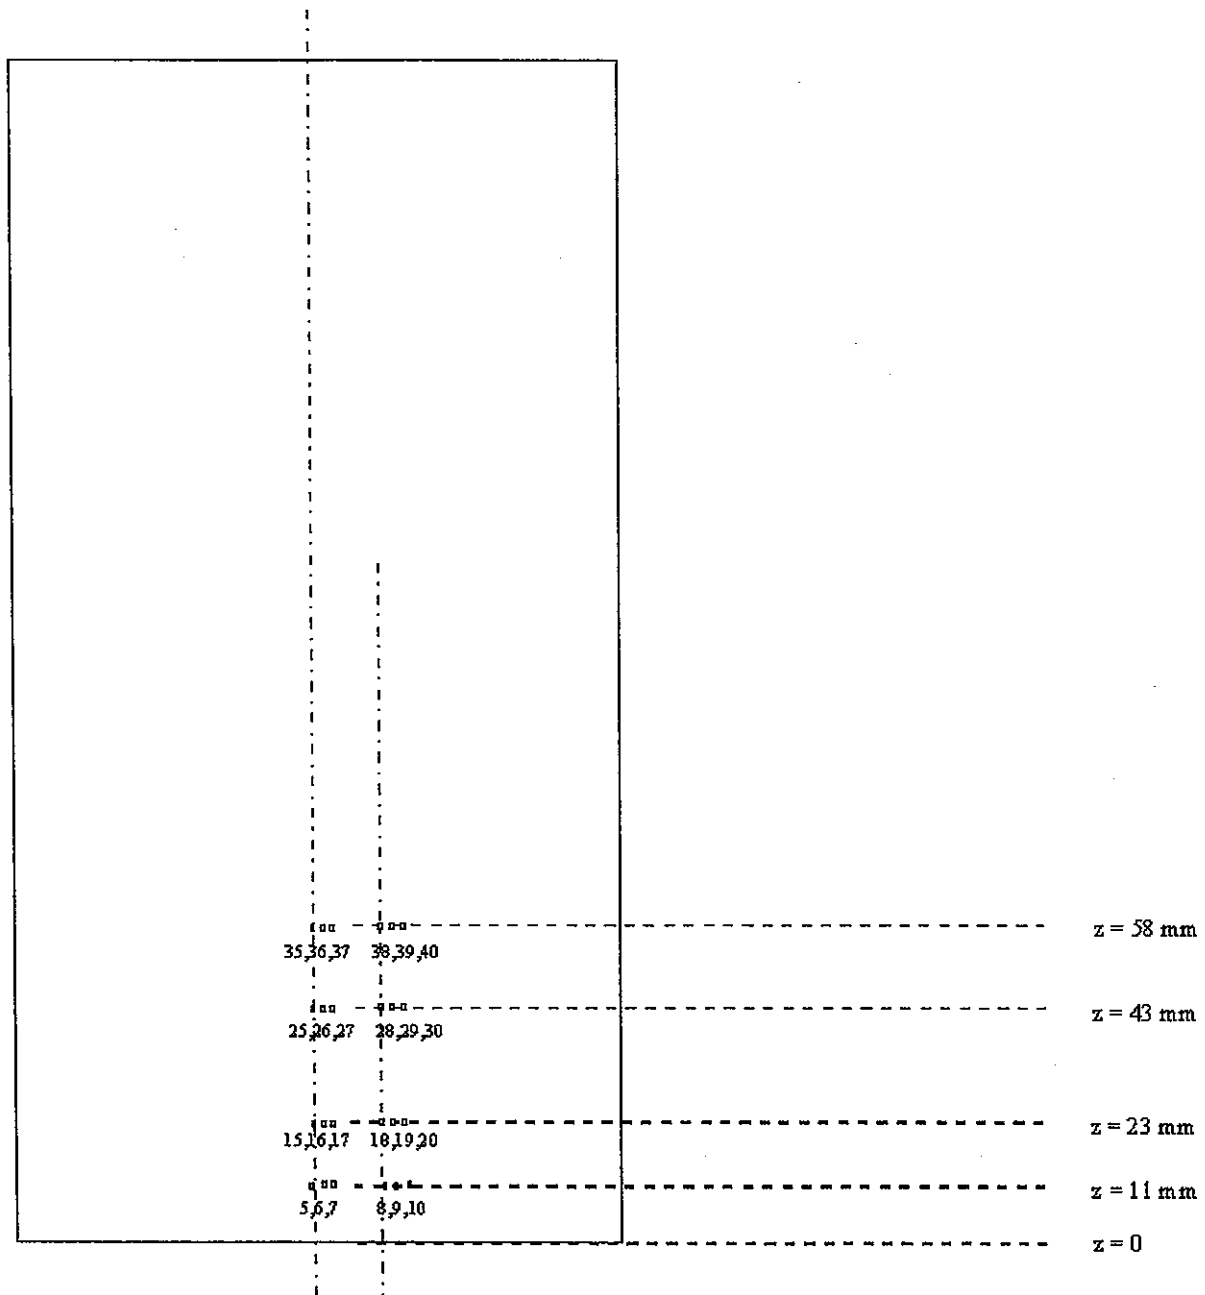 z = 58 mm
35,36,37 38,39,40
z = 43 mm
25,26,27 28,29,30
z = 23 mm
15,16,17 18,19,20
z = 11 mm
5,6,7 8,9,10
z = 0